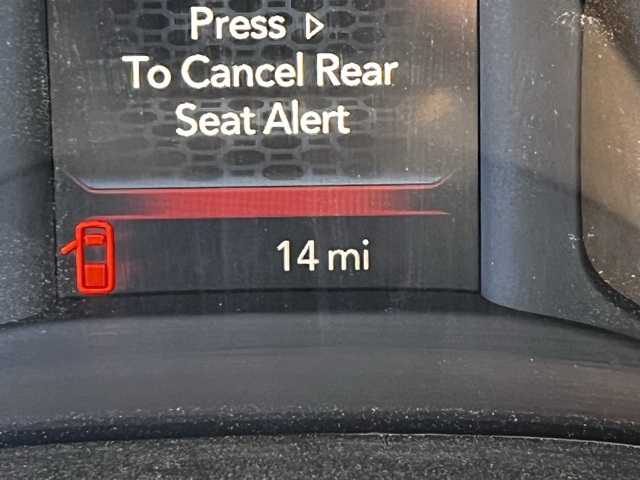 Press ▷
To Cancel Rear
Seat Alert
14 mi